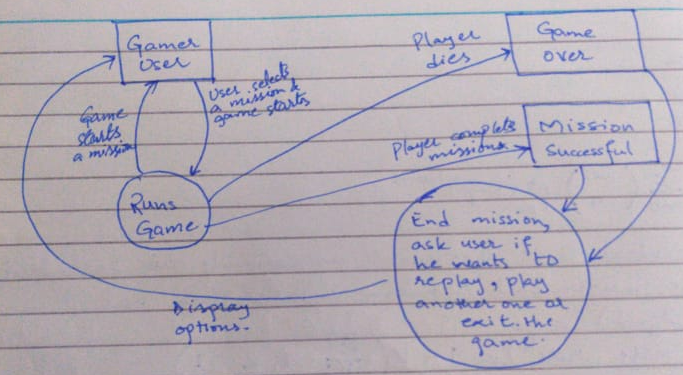 Gamer
User
Player
dies
Game
over
User selects
a mission &
game starts
Game
starts
a mission
Player complets
missions
Mission
Successful
Runs
Game
End mission,
ask user if
he wants to
replay, play
another one or
exit the
game.
Display
options.